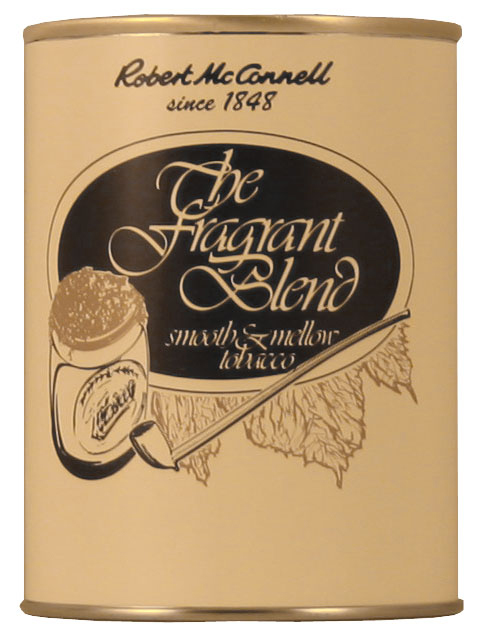 Robert McConnell
since 1848
The
Fragrant
Blend
smooth & mellow
tobacco